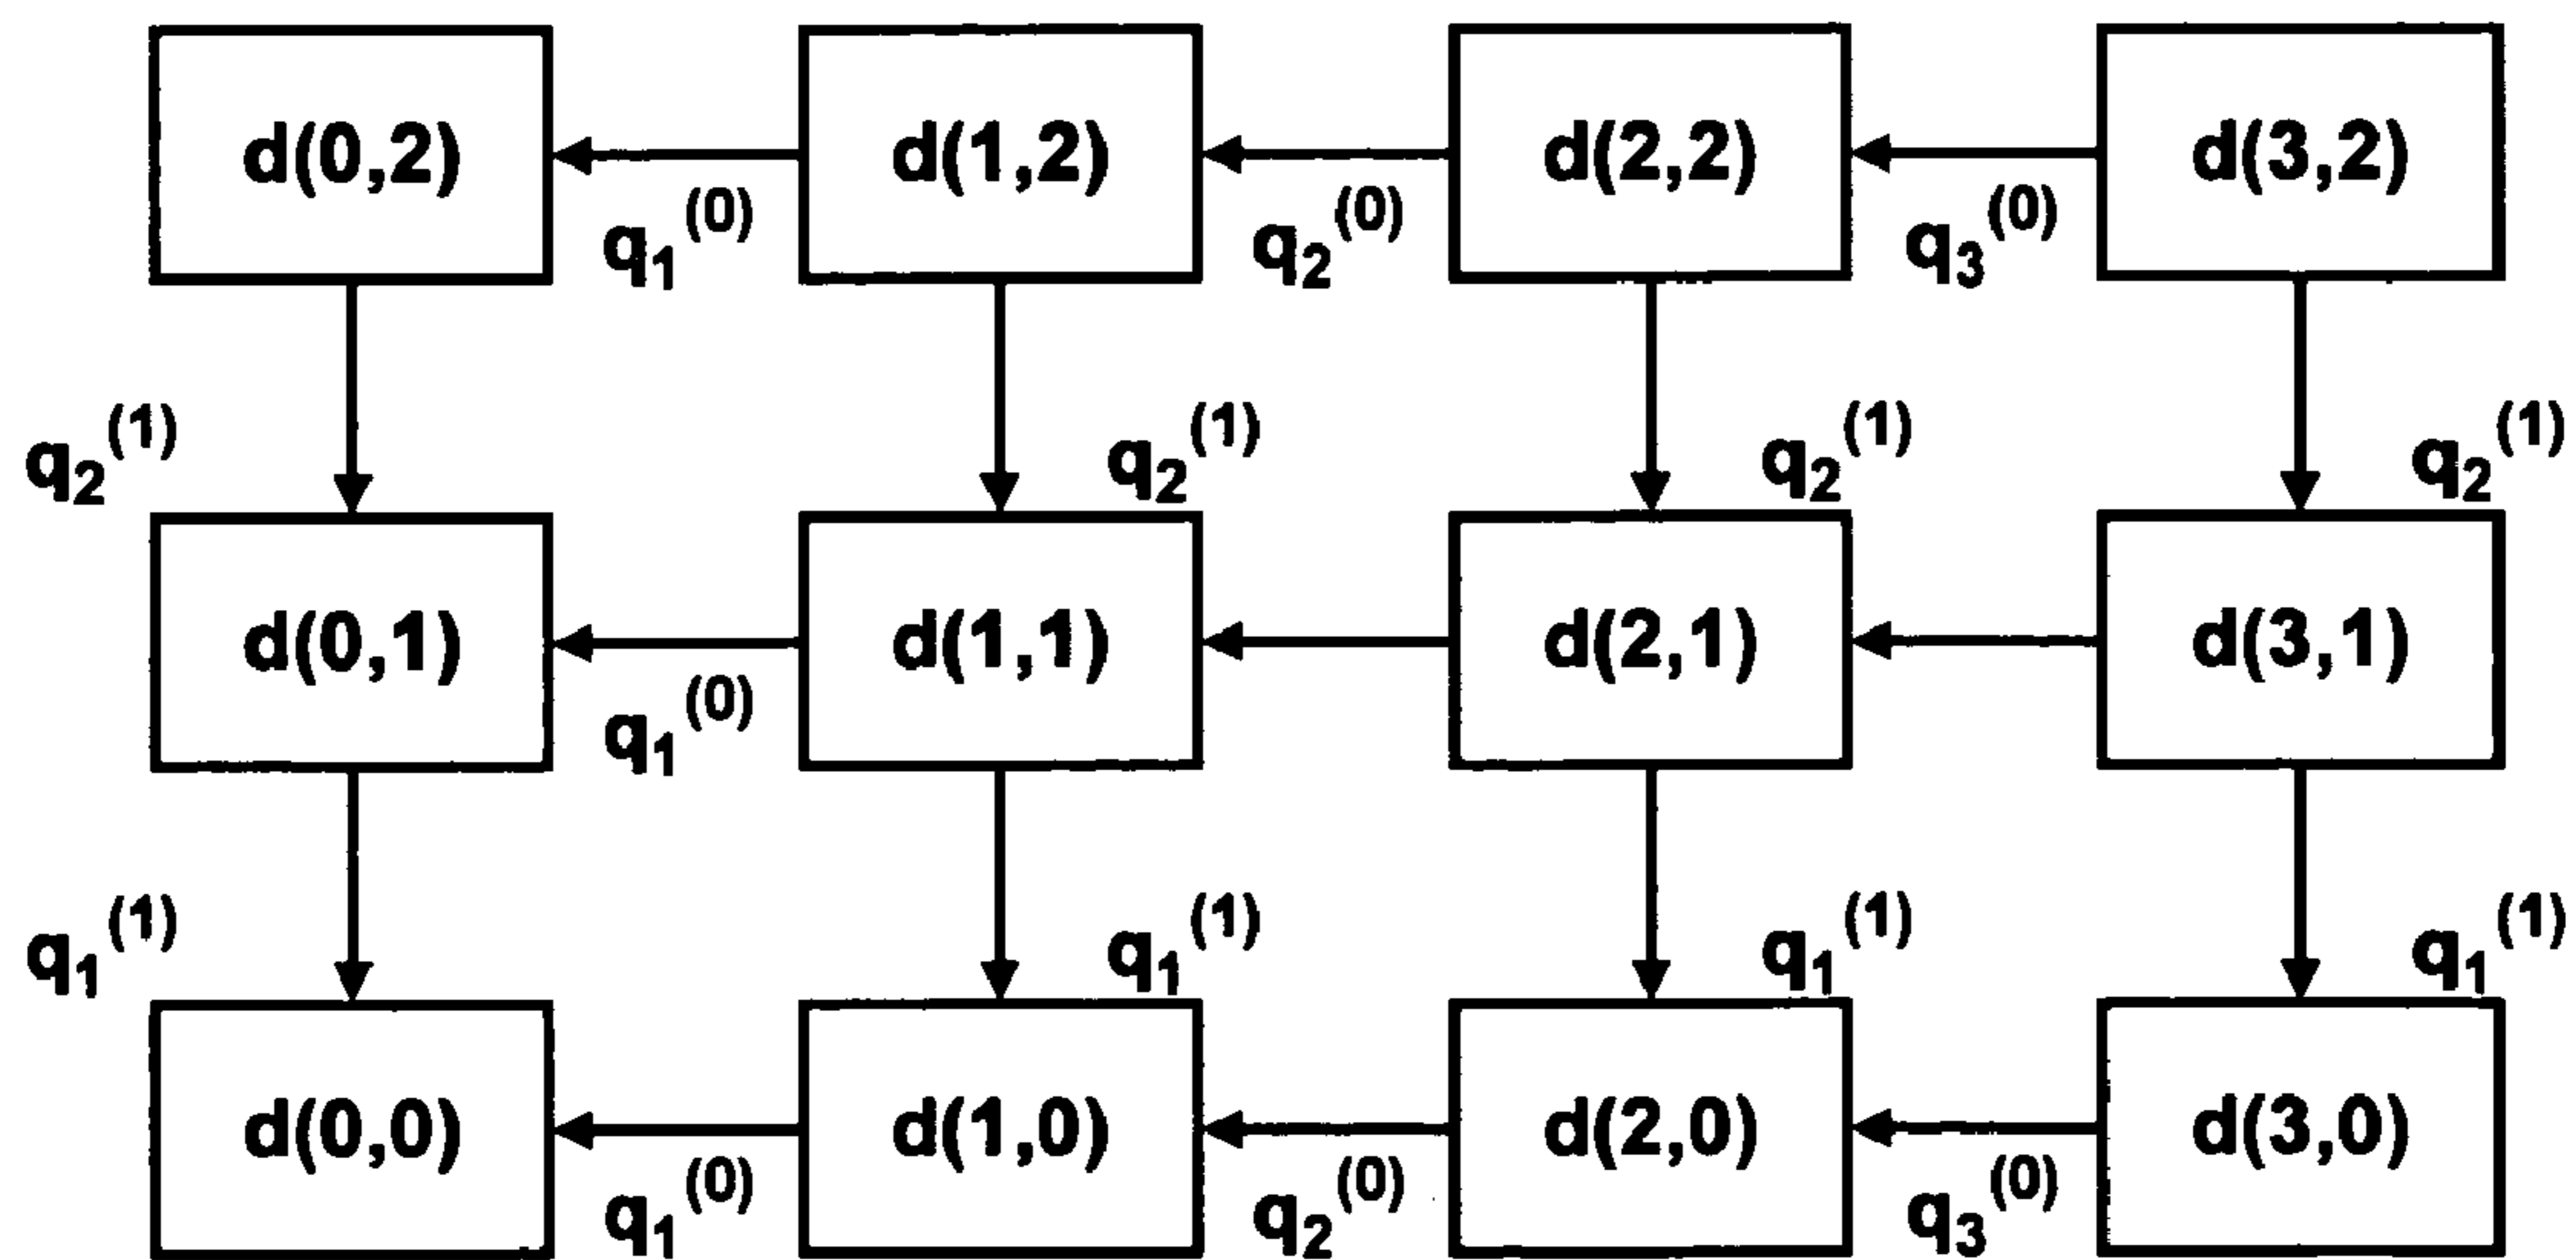 d(0,2) d(1,2) d(2,2) d(3,2)
q₁⁽⁰⁾ q₂⁽⁰⁾ q₃⁽⁰⁾
q₂⁽¹⁾ q₂⁽¹⁾ q₂⁽¹⁾ q₂⁽¹⁾
d(0,1) d(1,1) d(2,1) d(3,1)
q₁⁽⁰⁾
q₁⁽¹⁾ q₁⁽¹⁾ q₁⁽¹⁾ q₁⁽¹⁾
d(0,0) d(1,0) d(2,0) d(3,0)
q₁⁽⁰⁾ q₂⁽⁰⁾ q₃⁽⁰⁾